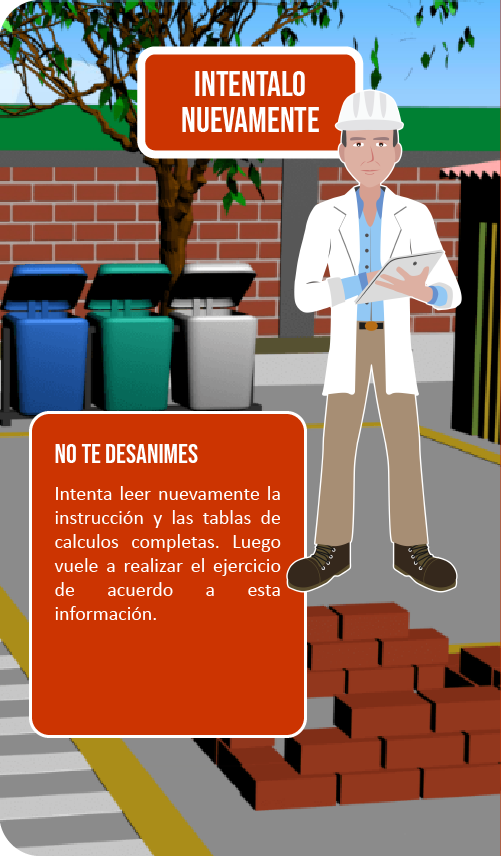 INTENTALO
NUEVAMENTE
NO TE DESANIMES
Intenta leer nuevamente la
instrucción y las tablas de
calculos completas. Luego
vuele a realizar el ejercicio
de acuerdo a esta
información.